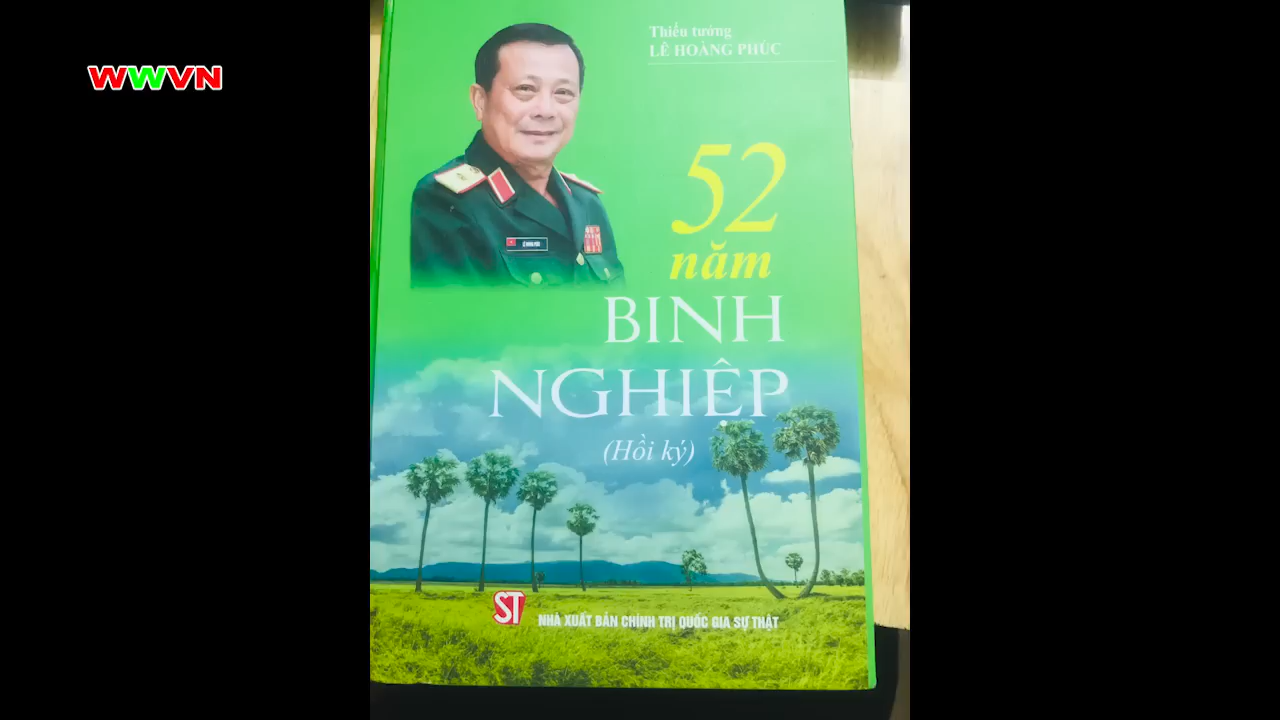 WWVN
Thiếu tướng
LÊ HOÀNG PHÚC
52
năm
BINH
NGHIỆP
(Hồi ký)
ST
NHÀ XUẤT BẢN CHÍNH TRỊ QUỐC GIA SỰ THẬT